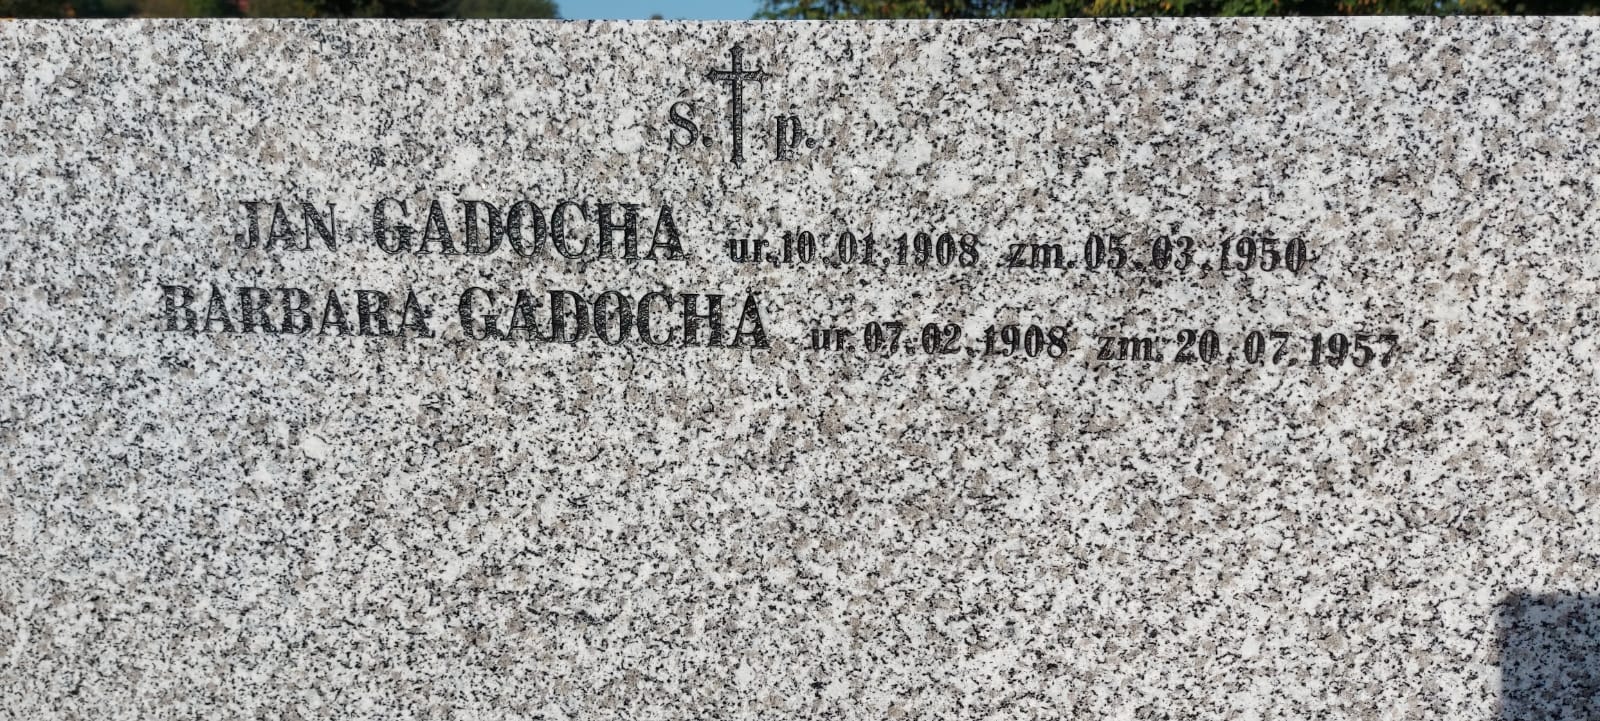 Ś. p.
JAN GADOCHA ur. 10.01.1908 zm. 05.03.1950
BARBARA GADOCHA ur. 07.02.1908 zm. 20.07.1957